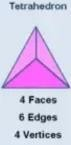 Tetrahedron
4 Faces
6 Edges
4 Vertices